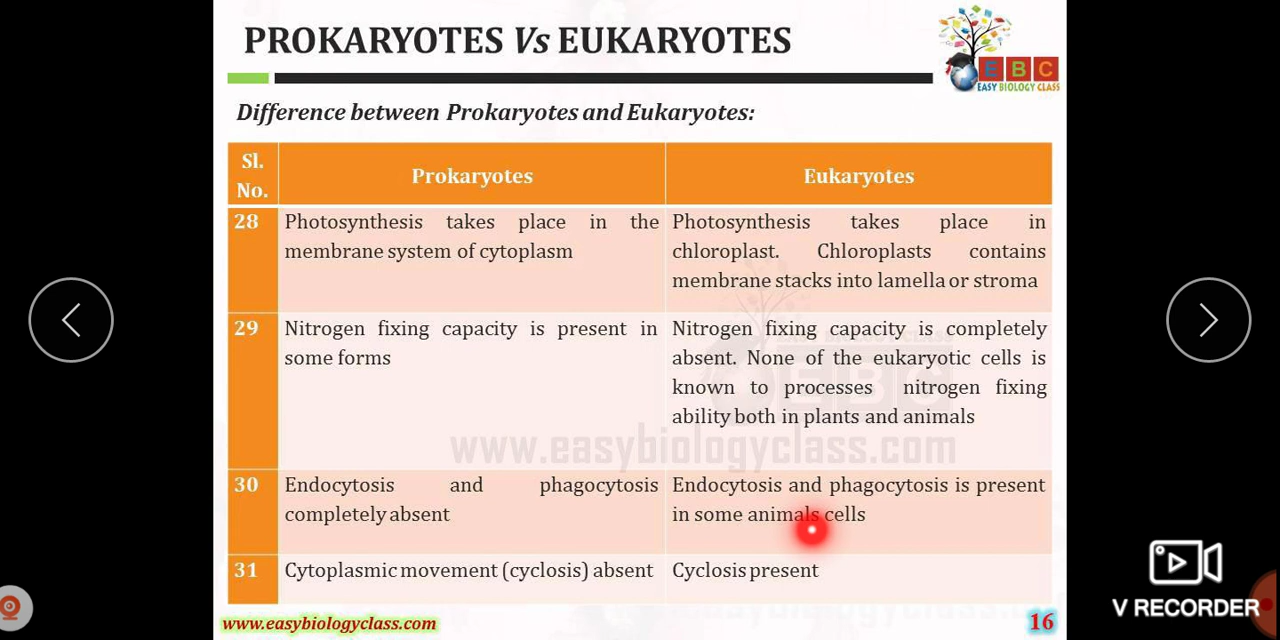 PROKARYOTES Vs EUKARYOTES
E B C
EASY BIOLOGY CLASS
Difference between Prokaryotes and Eukaryotes:
Sl. No.
Prokaryotes
Eukaryotes
28
Photosynthesis takes place in the
membrane system of cytoplasm
Photosynthesis takes place in
chloroplast. Chloroplasts contains
membrane stacks into lamella or stroma
29
Nitrogen fixing capacity is present in
some forms
Nitrogen fixing capacity is completely
absent. None of the eukaryotic cells is
known to processes nitrogen fixing
ability both in plants and animals
www.easybiologyclass.com
30
Endocytosis and phagocytosis
completely absent
Endocytosis and phagocytosis is present
in some animals cells
31
Cytoplasmic movement (cyclosis) absent
Cyclosis present
V RECORDER
www.easybiologyclass.com
16